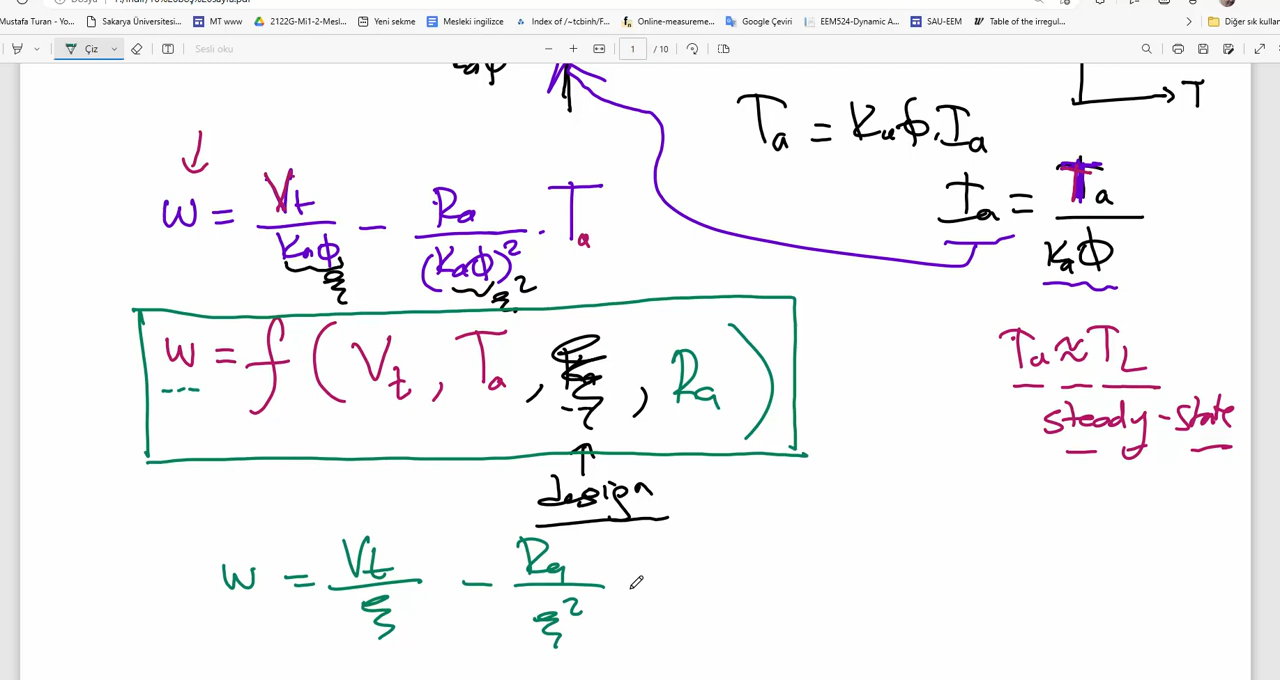 Mustafa Turan - On...
Sakarya Üniversitesi...
MT www
2122G-Mi1-2-Mesl...
Yeni sekme
Mesleki ingilizce
Index of /~tcbinh/F...
Online-measureme...
Google Çeviri
EEM524-Dynamic A...
SAU-EEM
Table of the irregul...
Diğer sık kullan
Çiz
Sesli oku
1 / 10
Kaφ
T
Ta = Kaφ.Ia
w = Vt/Kaφ - Ra/(Kaφ)² . Ta
ξ ξ²
Ia = Ta/Kaφ
w = f(Vt, Ta, ξ, Ra)
Ta ≈ TL
steady-state
design
w = Vt/ξ - Ra/ξ²